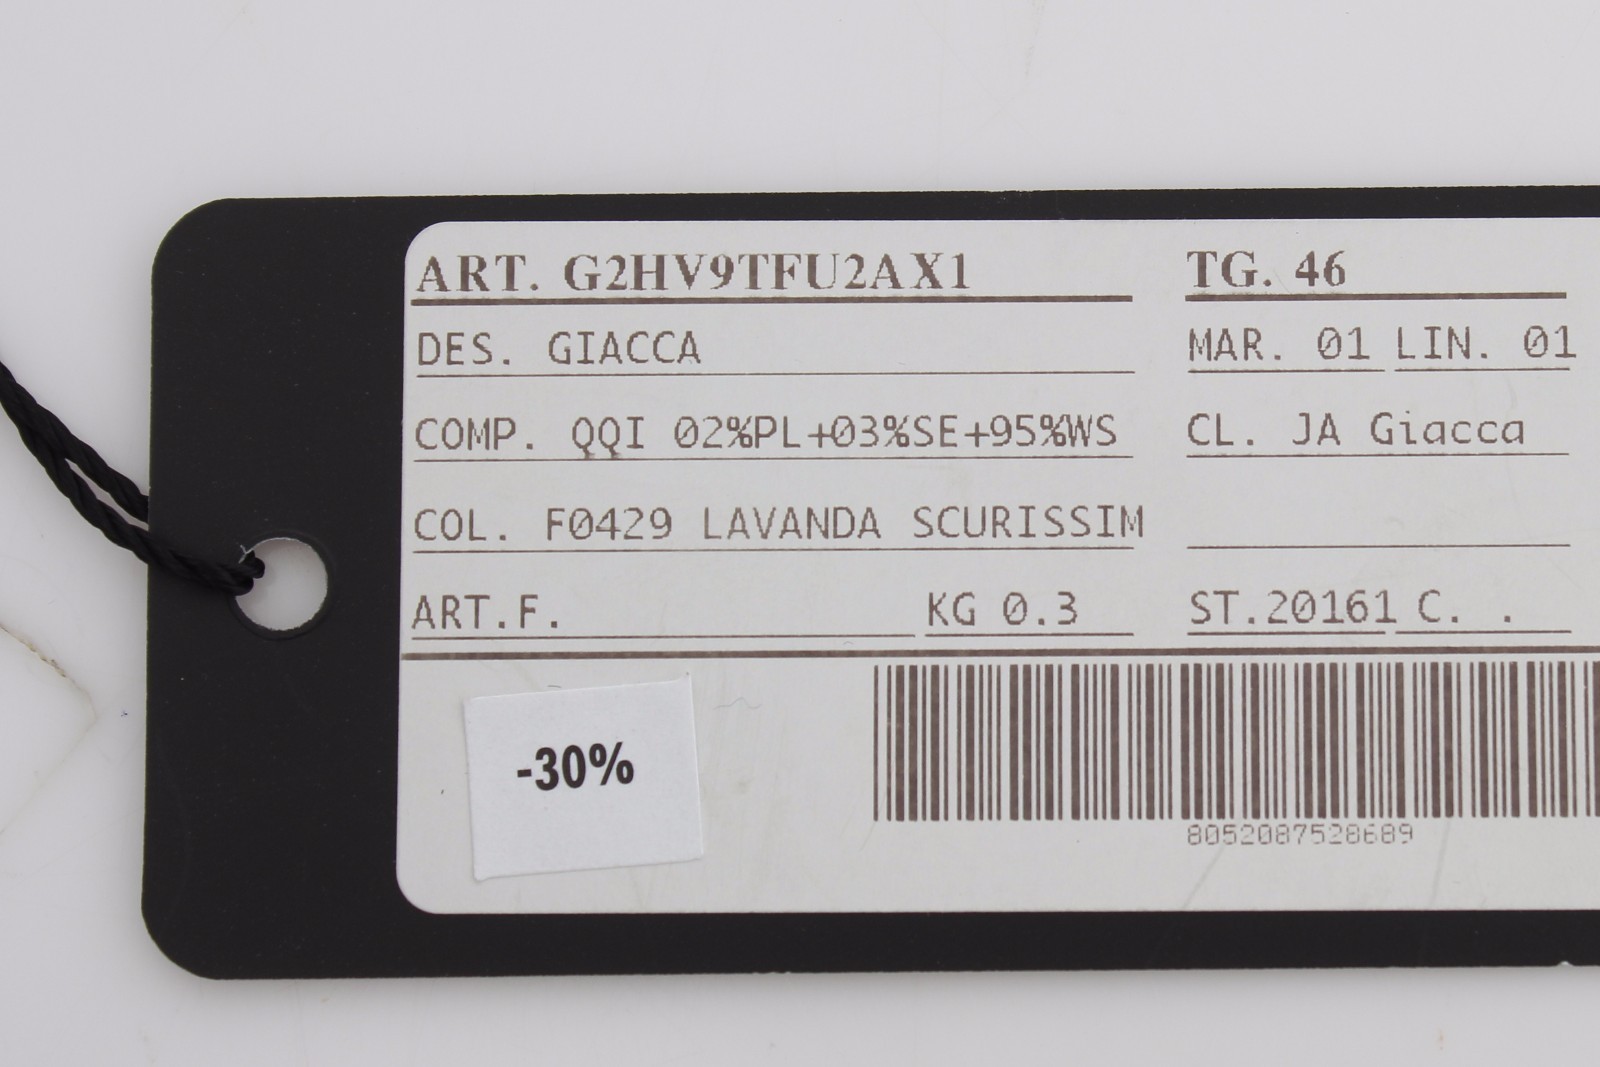 ART. G2HV9TFU2AX1 TG. 46
DES. GIACCA MAR. 01 LIN. 01
COMP. QQI 02%PL+03%SE+95%WS CL. JA Giacca
COL. F0429 LAVANDA SCURISSIM
ART.F. KG 0.3 ST.20161 C. .
-30%
8052087528689